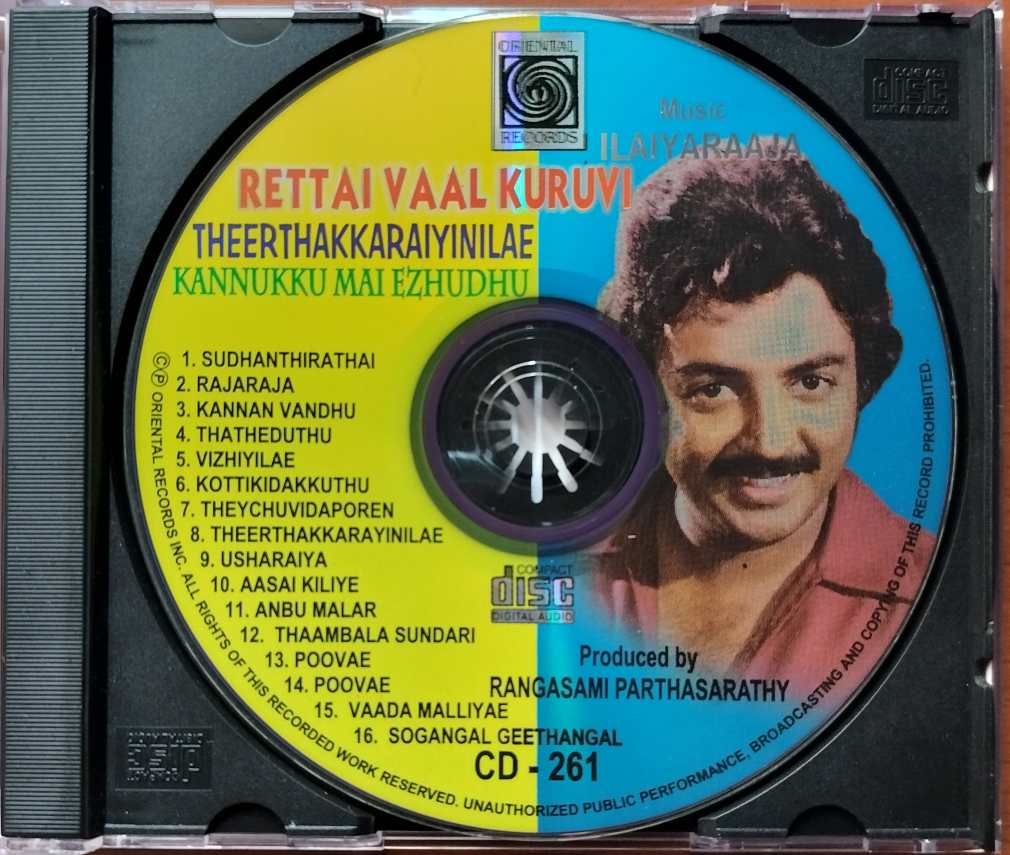 ORIENTAL
RECORDS
Music
ILAIYARAAJA
RETTAI VAAL KURUVI
THEERTHAKKARAIYINILAE
KANNUKKU MAI EZHUDHU
1. SUDHANTHIRATHAI
2. RAJARAJA
3. KANNAN VANDHU
4. THATHEDUTHU
5. VIZHIYILAE
6. KOTTIKIDAKKUTHU
7. THEYCHUVIDAPOREN
8. THEERTHAKKARAYINILAE
9. USHARAIYA
10. AASAI KILIYE
11. ANBU MALAR
12. THAAMBALA SUNDARI
13. POOVAE
14. POOVAE
15. VAADA MALLIYAE
16. SOGANGAL GEETHANGAL
CD - 261
COMPACT
disc
DIGITAL AUDIO
Produced by
RANGASAMI PARTHASARATHY
©℗ ORIENTAL RECORDS INC. ALL RIGHTS OF THIS RECORDED WORK RESERVED. UNAUTHORIZED PUBLIC PERFORMANCE, BROADCASTING AND COPYING OF THIS RECORD PROHIBITED.
COMPACT
disc
DIGITAL AUDIO
COMPACT
disc
DIGITAL AUDIO